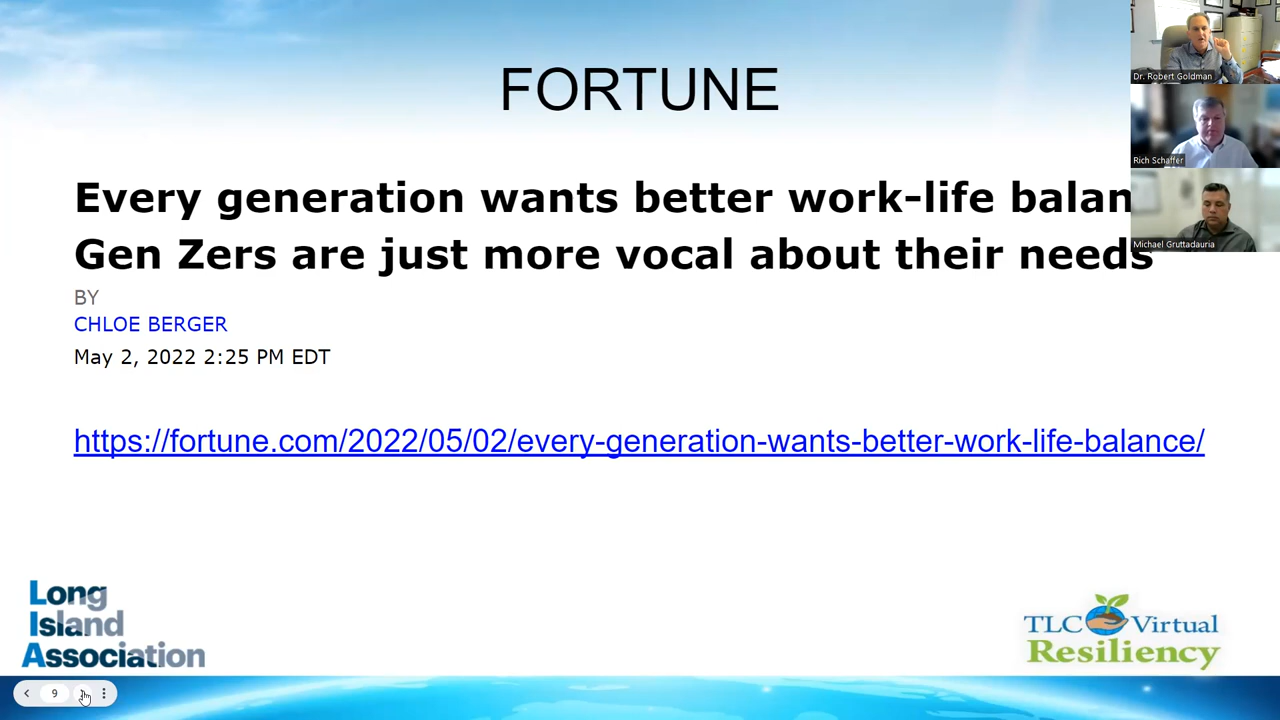 FORTUNE
Every generation wants better work-life balan
Gen Zers are just more vocal about their needs
BY
CHLOE BERGER
May 2, 2022 2:25 PM EDT
https://fortune.com/2022/05/02/every-generation-wants-better-work-life-balance/
Long
Island
Association
TLC Virtual
Resiliency
9
Dr. Robert Goldman
Rich Schaffer
Michael Gruttadauria